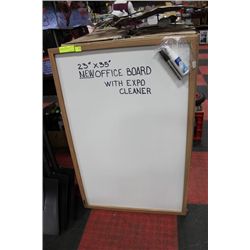 23" X 35"
NEW OFFICE BOARD
WITH EXPO
CLEANER